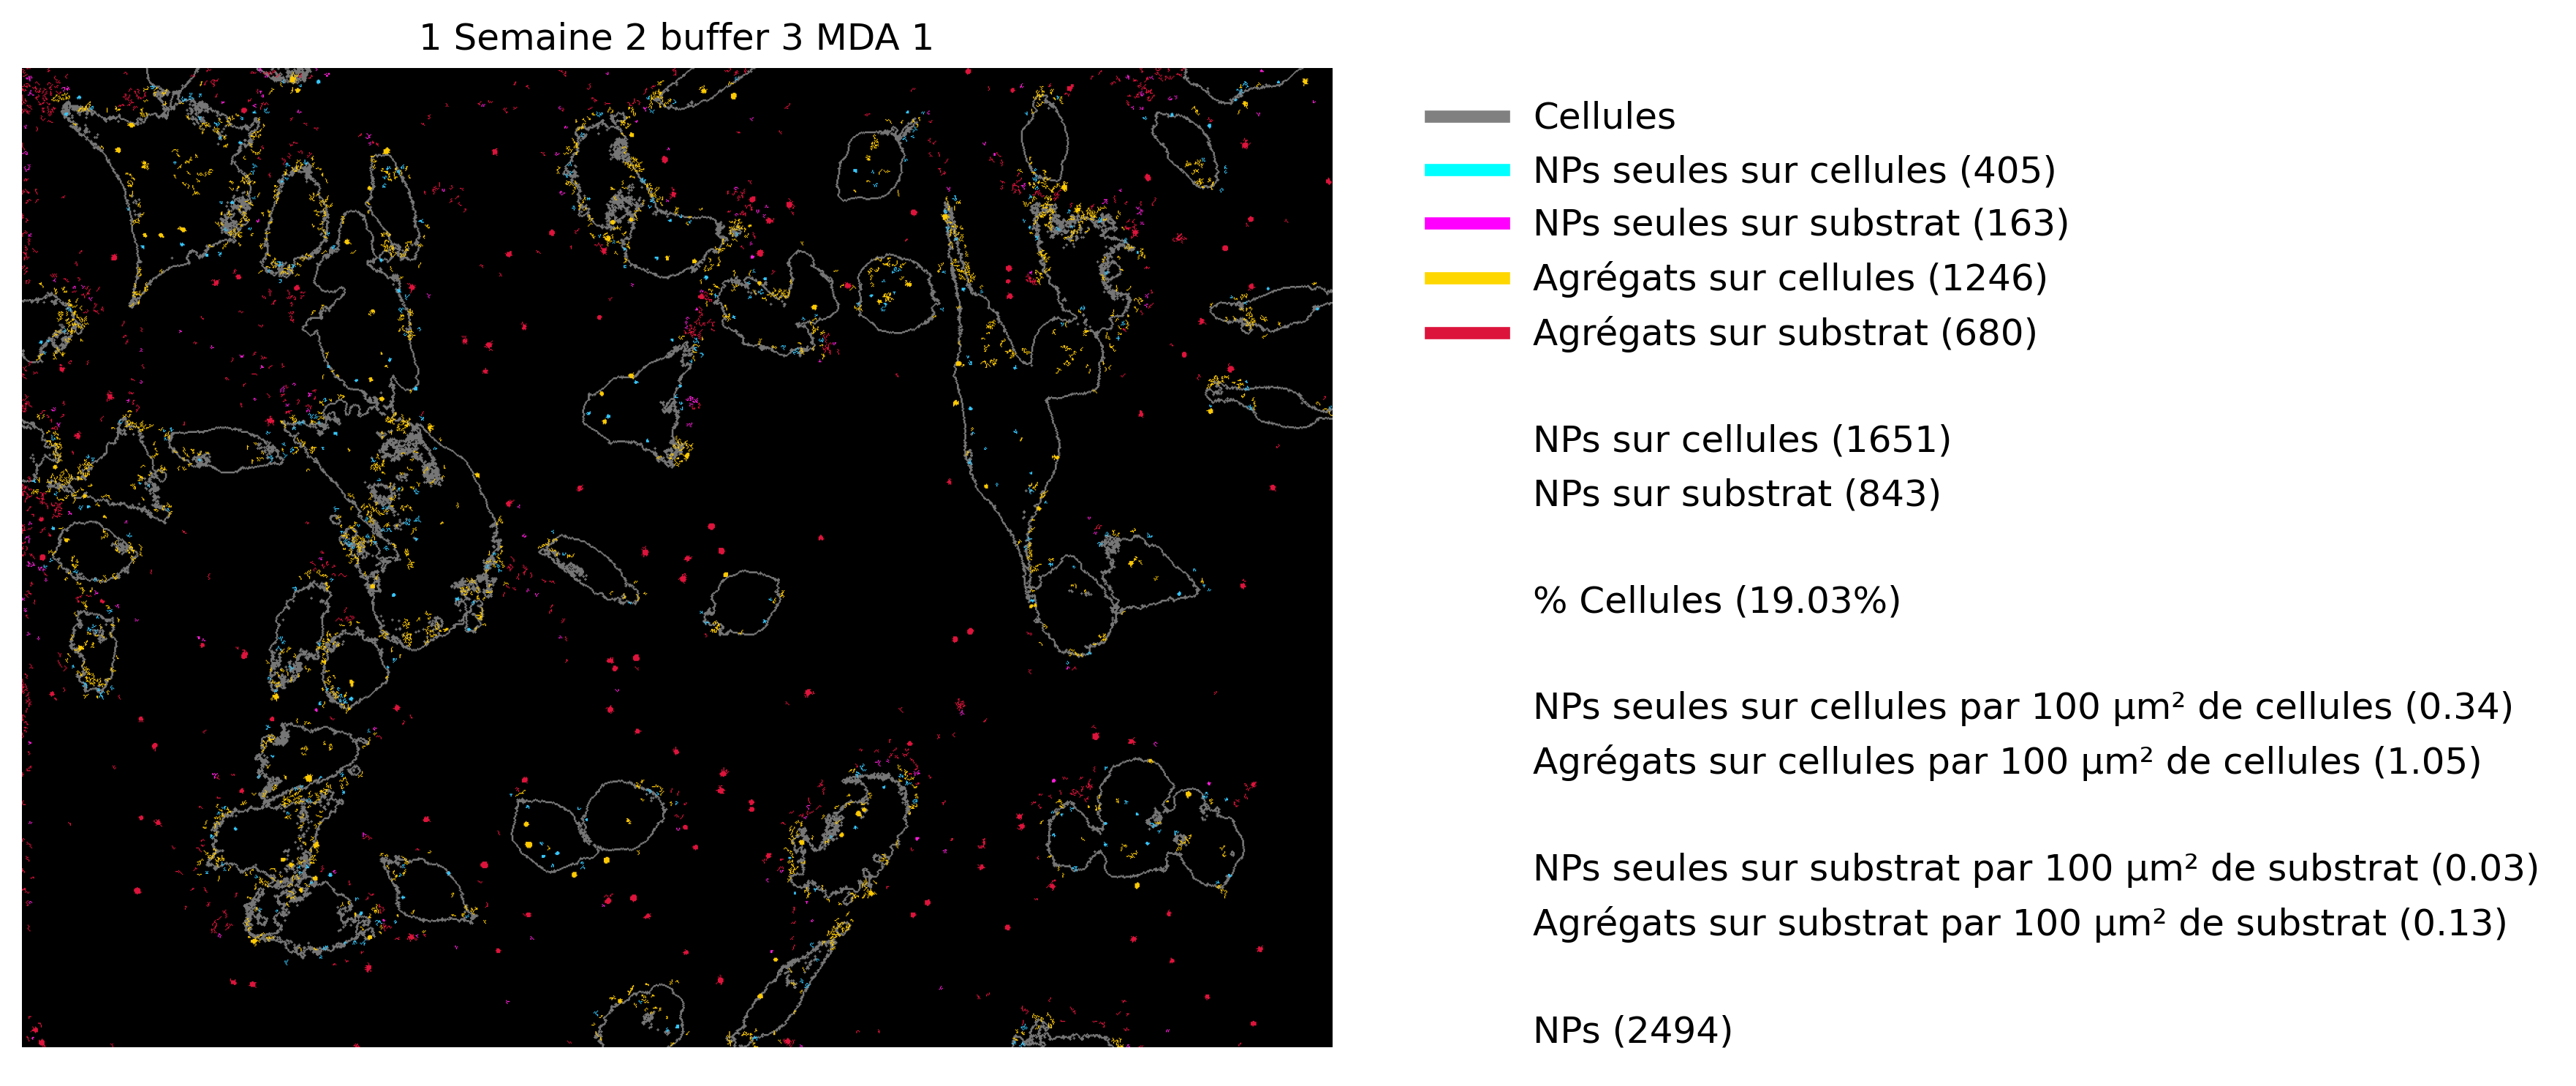 1 Semaine 2 buffer 3 MDA 1
Cellules
NPs seules sur cellules (405)
NPs seules sur substrat (163)
Agrégats sur cellules (1246)
Agrégats sur substrat (680)
NPs sur cellules (1651)
NPs sur substrat (843)
% Cellules (19.03%)
NPs seules sur cellules par 100 µm² de cellules (0.34)
Agrégats sur cellules par 100 µm² de cellules (1.05)
NPs seules sur substrat par 100 µm² de substrat (0.03)
Agrégats sur substrat par 100 µm² de substrat (0.13)
NPs (2494)